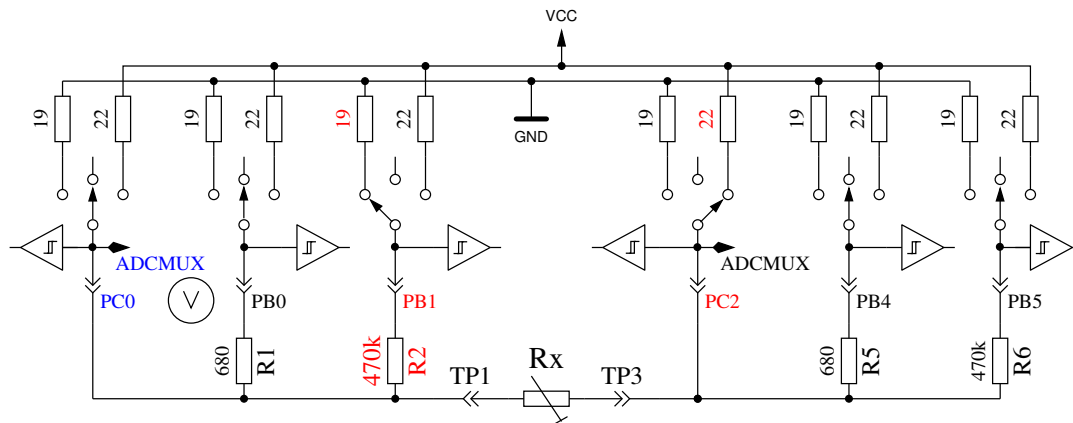 VCC
19
22
19
22
19
22
GND
19
22
19
22
19
22
ADCMUX
ADCMUX
PC0
V
PB0
PB1
PC2
PB4
PB5
680
R1
470k
R2
680
R5
470k
R6
TP1
Rx
TP3